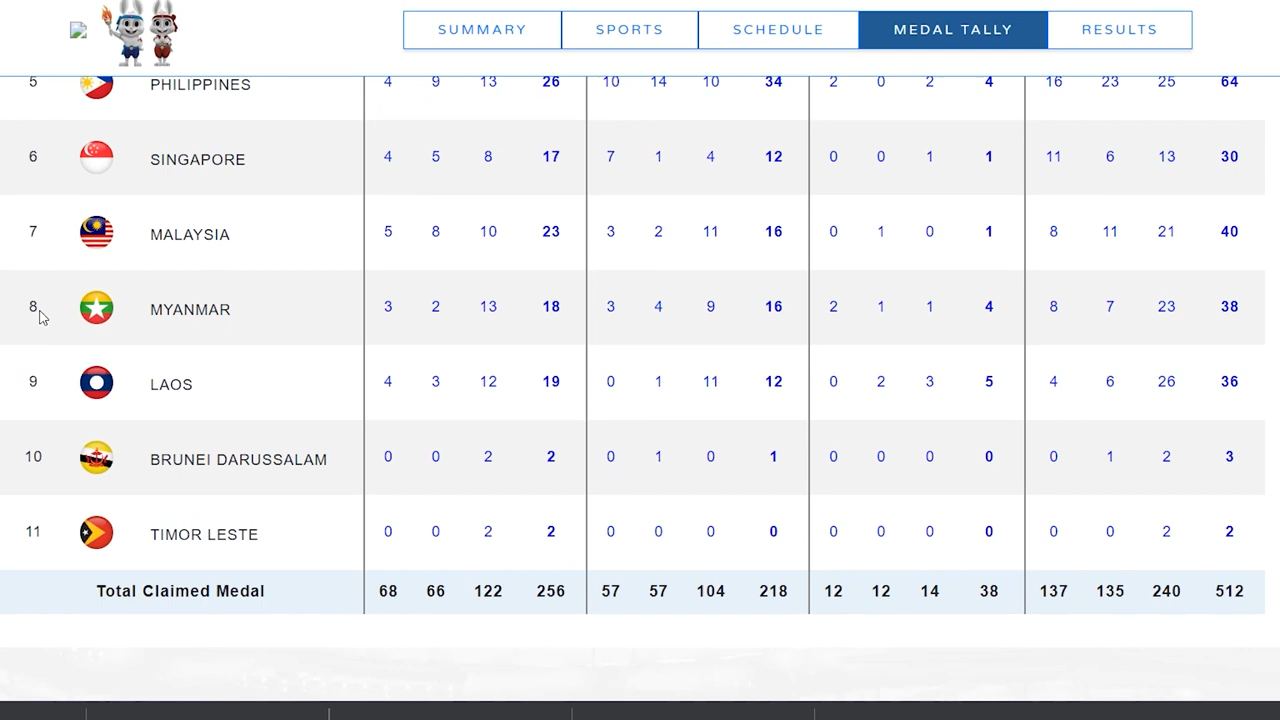 SUMMARY SPORTS SCHEDULE MEDAL TALLY RESULTS
5 PHILIPPINES 4 9 13 26 10 14 10 34 2 0 2 4 16 23 25 64
6 SINGAPORE 4 5 8 17 7 1 4 12 0 0 1 1 11 6 13 30
7 MALAYSIA 5 8 10 23 3 2 11 16 0 1 0 1 8 11 21 40
8 MYANMAR 3 2 13 18 3 4 9 16 2 1 1 4 8 7 23 38
9 LAOS 4 3 12 19 0 1 11 12 0 2 3 5 4 6 26 36
10 BRUNEI DARUSSALAM 0 0 2 2 0 1 0 1 0 0 0 0 0 1 2 3
11 TIMOR LESTE 0 0 2 2 0 0 0 0 0 0 0 0 0 0 2 2
Total Claimed Medal 68 66 122 256 57 57 104 218 12 12 14 38 137 135 240 512